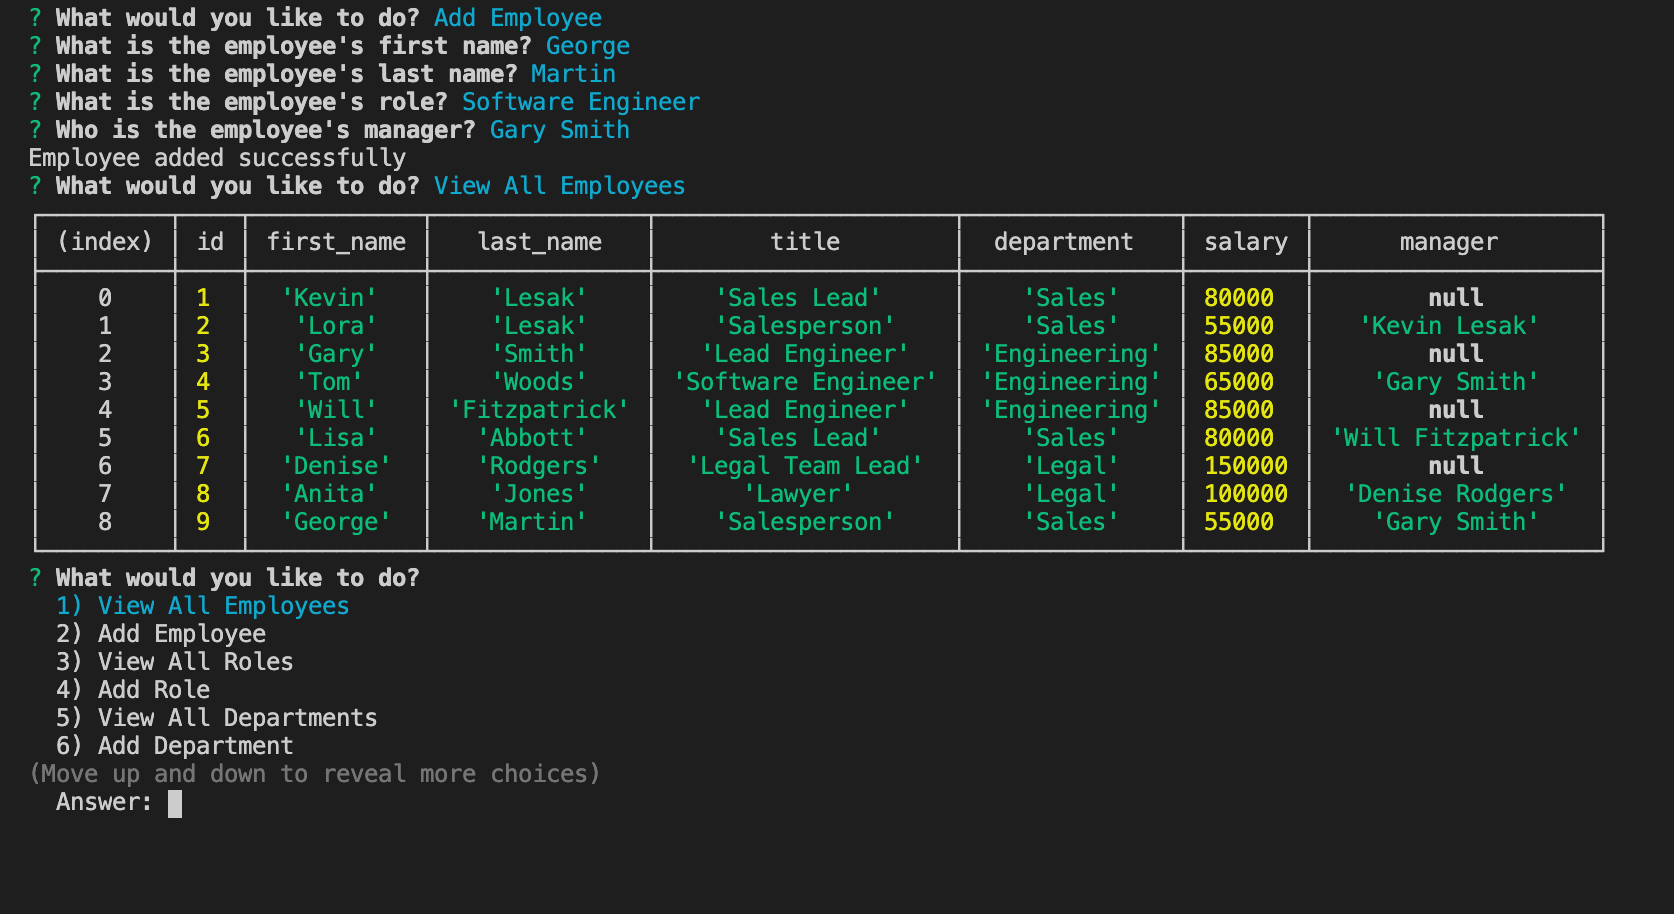 ? What would you like to do? Add Employee
? What is the employee's first name? George
? What is the employee's last name? Martin
? What is the employee's role? Software Engineer
? Who is the employee's manager? Gary Smith
Employee added successfully
? What would you like to do? View All Employees
(index) id first_name last_name title department salary manager
0 1 'Kevin' 'Lesak' 'Sales Lead' 'Sales' 80000 null
1 2 'Lora' 'Lesak' 'Salesperson' 'Sales' 55000 'Kevin Lesak'
2 3 'Gary' 'Smith' 'Lead Engineer' 'Engineering' 85000 null
3 4 'Tom' 'Woods' 'Software Engineer' 'Engineering' 65000 'Gary Smith'
4 5 'Will' 'Fitzpatrick' 'Lead Engineer' 'Engineering' 85000 null
5 6 'Lisa' 'Abbott' 'Sales Lead' 'Sales' 80000 'Will Fitzpatrick'
6 7 'Denise' 'Rodgers' 'Legal Team Lead' 'Legal' 150000 null
7 8 'Anita' 'Jones' 'Lawyer' 'Legal' 100000 'Denise Rodgers'
8 9 'George' 'Martin' 'Salesperson' 'Sales' 55000 'Gary Smith'
? What would you like to do?
1) View All Employees
2) Add Employee
3) View All Roles
4) Add Role
5) View All Departments
6) Add Department
(Move up and down to reveal more choices)
Answer: